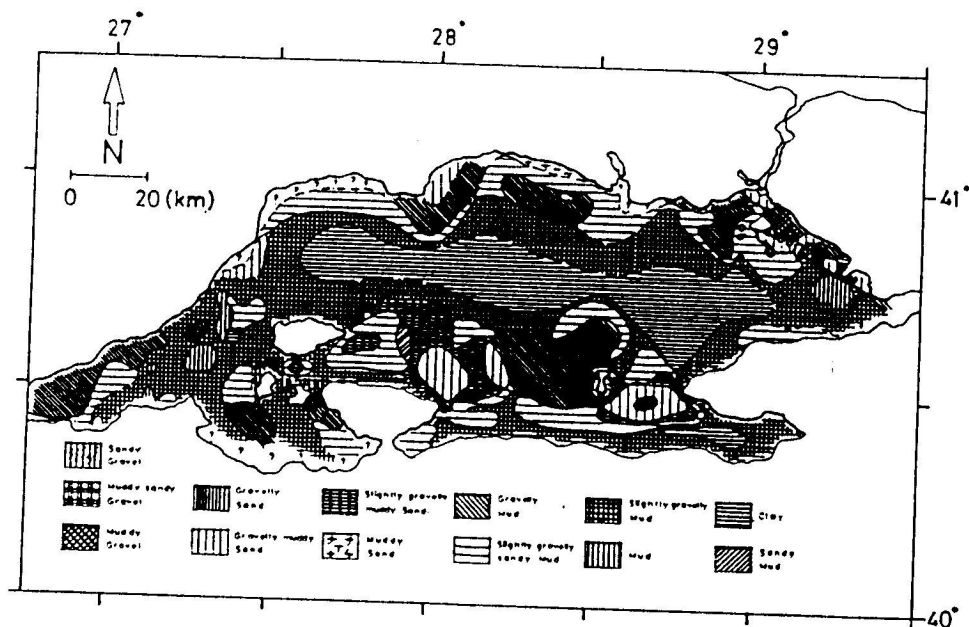 27° 28° 29°
N
0 20 (km)
41°
? ? ? ?
? ? ? ? ?
Sandy
Gravel
Muddy sandy
Gravel
Gravelly
Sand
Slightly gravelly
muddy Sand
Gravelly
Mud
Slightly gravelly
Mud
Clay
Muddy
Gravel
Gravelly muddy
Sand
Muddy
Sand
Slightly gravelly
sandy Mud
Mud
Sandy
Mud
40°